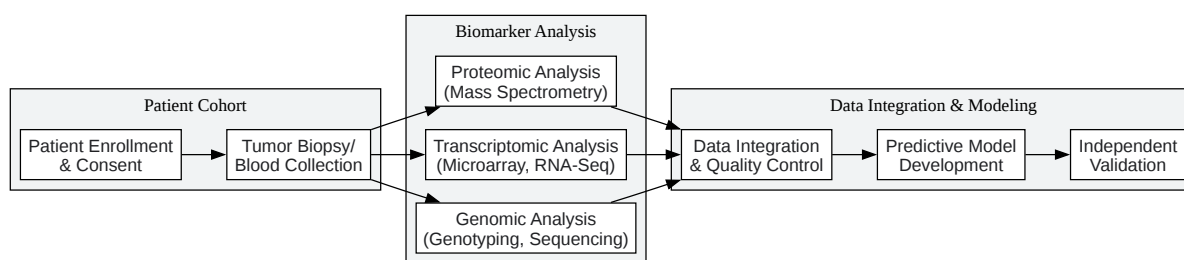 Patient Cohort
Patient Enrollment
& Consent
Tumor Biopsy/
Blood Collection
Biomarker Analysis
Proteomic Analysis
(Mass Spectrometry)
Transcriptomic Analysis
(Microarray, RNA-Seq)
Genomic Analysis
(Genotyping, Sequencing)
Data Integration & Modeling
Data Integration
& Quality Control
Predictive Model
Development
Independent
Validation